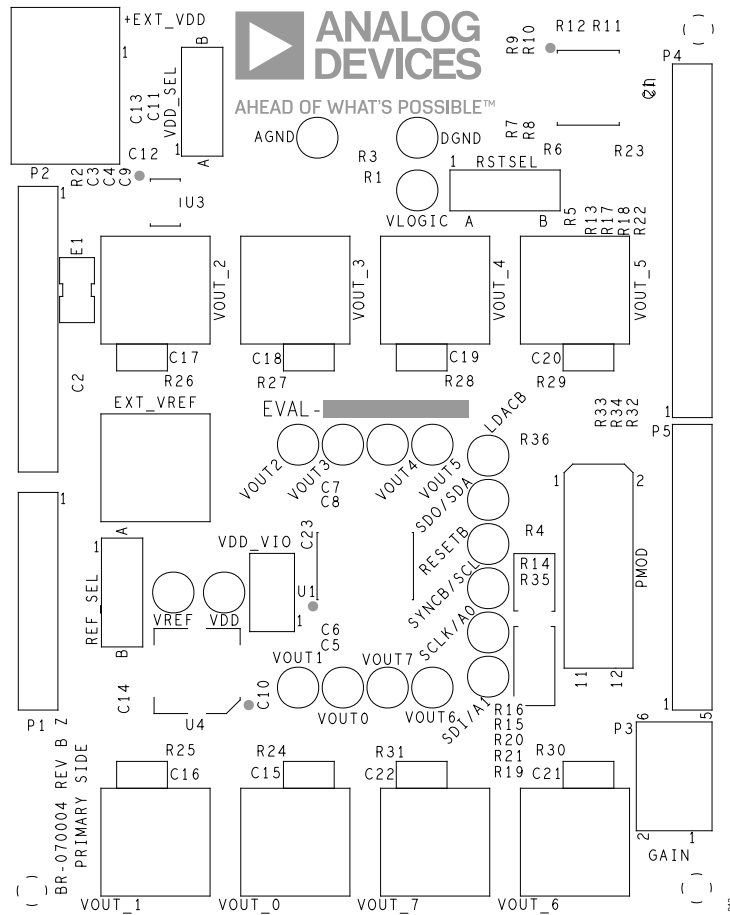 +EXT_VDD
1
C13
C11
VDD_SEL
B
A
ANALOG
DEVICES
AHEAD OF WHAT'S POSSIBLE™
R9
R10
R12 R11
P4
AGND
DGND
R7
R8
R6
R23
C12
P2
R2
C3
C4
C9
R3
R1
VLOGIC
1 RSTSEL
A B
R5
R13
R17
R18
R22
1
U3
E1
VOUT_2
VOUT_3
VOUT_4
VOUT_5
C17
C18
C19
C20
R26
R27
R28
R29
C2
EXT_VREF
EVAL-
LDACB
R33
R34
R32
1
P5
R36
VOUT2
VOUT3
VOUT4
VOUT5
C7
C8
SDO/SDA
1
2
1
A
1
REF_SEL
B
VDD_VIO
C23
U1
1
RESETB
R4
R14
R35
PMOD
VREF
VDD
SYNCB/SCL
C6
C5
SCLK/A0
VOUT1
VOUT7
VOUT0
VOUT6
SDI/A1
C14
C10
U4
11
12
1
P1
R16
R15
R20
R21
R19
P3
6
5
2
1
GAIN
BR-070004 REV B Z
PRIMARY SIDE
R25
R24
R31
R30
C16
C15
C22
C21
VOUT_1
VOUT_0
VOUT_7
VOUT_6